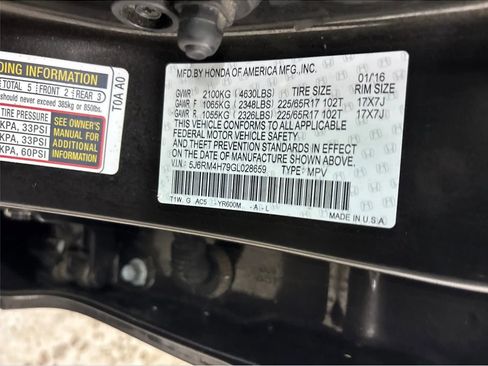 DING INFORMATION
TOTAL 5 FRONT 2 REAR 3
should never exceed 385kg or 850lbs.
TIRE PRESSURE
KPA, 33PSI
KPA, 33PSI
KPA, 60PSI
SEE OWNER'S
MANUAL FOR
ADDITIONAL
INFORMATION
T0A A0
MFD.BY HONDA OF AMERICA MFG.,INC. 01/16
GVWR 2100KG (4630LBS) TIRE SIZE RIM SIZE
GAWR F 1065KG (2348LBS) 225/65R17 102T 17X7J
GAWR R 1055KG (2326LBS) 225/65R17 102T 17X7J
THIS VEHICLE CONFORMS TO ALL APPLICABLE
FEDERAL MOTOR VEHICLE SAFETY
AND THEFT PREVENTION STANDARDS IN EFFECT
ON THE DATE OF MANUFACTURE SHOWN ABOVE.
V.I.N: 5J6RM4H79GL028659 TYPE: MPV
T1W G AC5 YR600M - A - L
MADE IN U.S.A